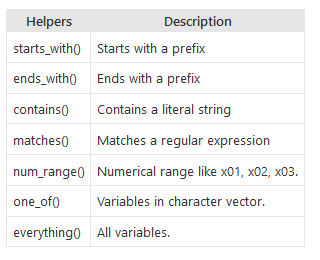 Helpers Description
starts_with() Starts with a prefix
ends_with() Ends with a prefix
contains() Contains a literal string
matches() Matches a regular expression
num_range() Numerical range like x01, x02, x03.
one_of() Variables in character vector.
everything() All variables.